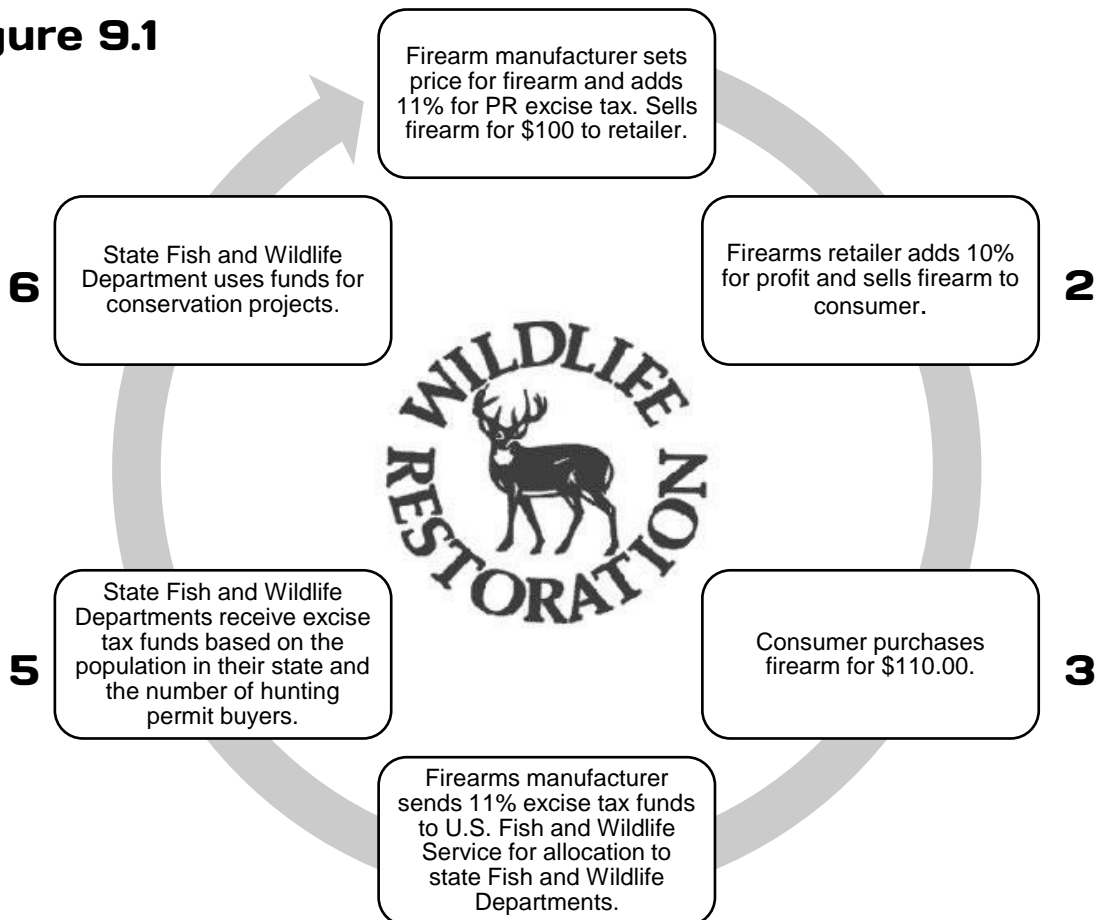 gure 9.1
Firearm manufacturer sets
price for firearm and adds
11% for PR excise tax. Sells
firearm for $100 to retailer.
2
Firearms retailer adds 10%
for profit and sells firearm to
consumer.
3
Consumer purchases
firearm for $110.00.
Firearms manufacturer
sends 11% excise tax funds
to U.S. Fish and Wildlife
Service for allocation to
state Fish and Wildlife
Departments.
5
State Fish and Wildlife
Departments receive excise
tax funds based on the
population in their state and
the number of hunting
permit buyers.
6
State Fish and Wildlife
Department uses funds for
conservation projects.
WILDLIFE
RESTORATION